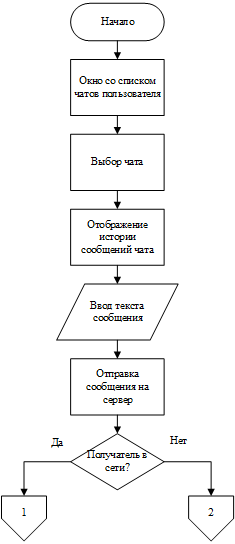 Начало
Окно со списком
чатов пользователя
Выбор чата
Отображение
истории
сообщений чата
Ввод текста
сообщения
Отправка
сообщения на
сервер
Да
Получатель в
сети?
Нет
1
2